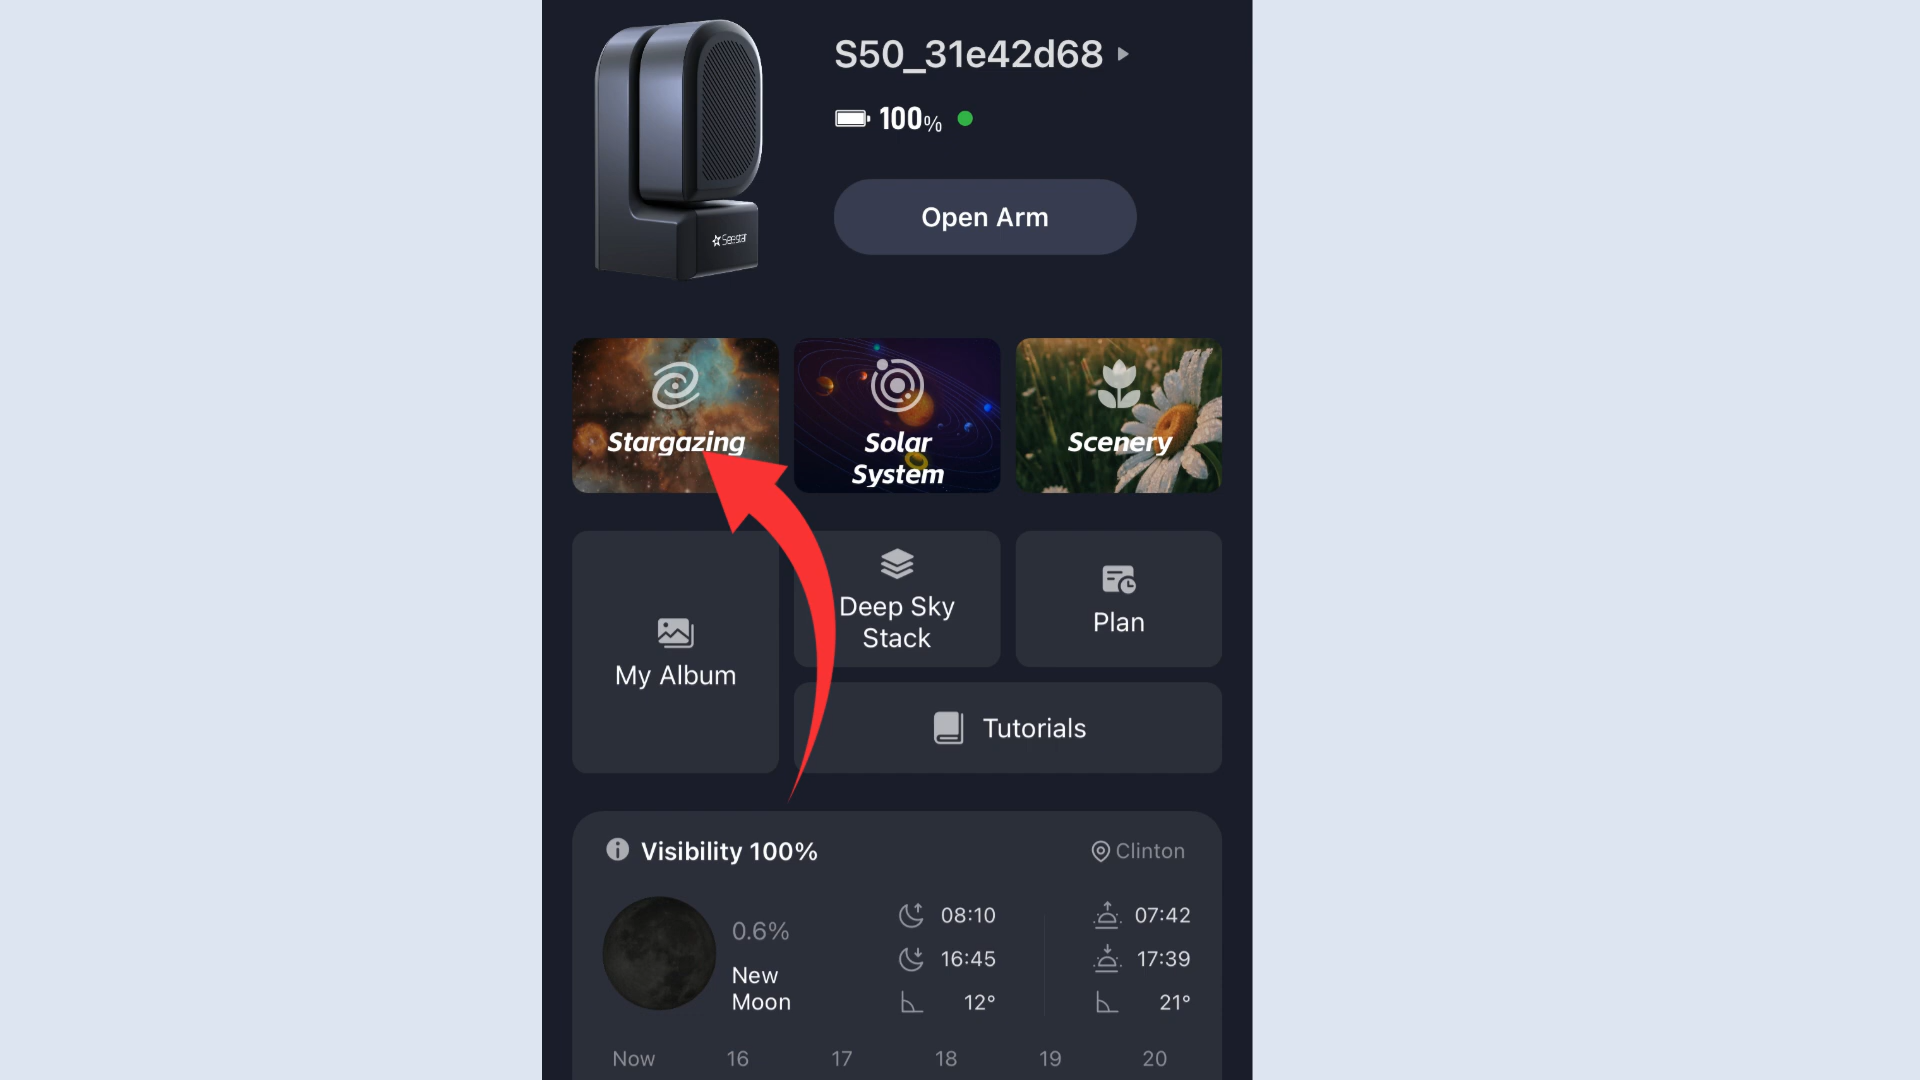 S50_31e42d68
100%
Open Arm
Seestar
Stargazing
Solar
System
Scenery
My Album
Deep Sky
Stack
Plan
Tutorials
Visibility 100%
Clinton
0.6%
New
Moon
08:10
16:45
12°
07:42
17:39
21°
Now 16 17 18 19 20